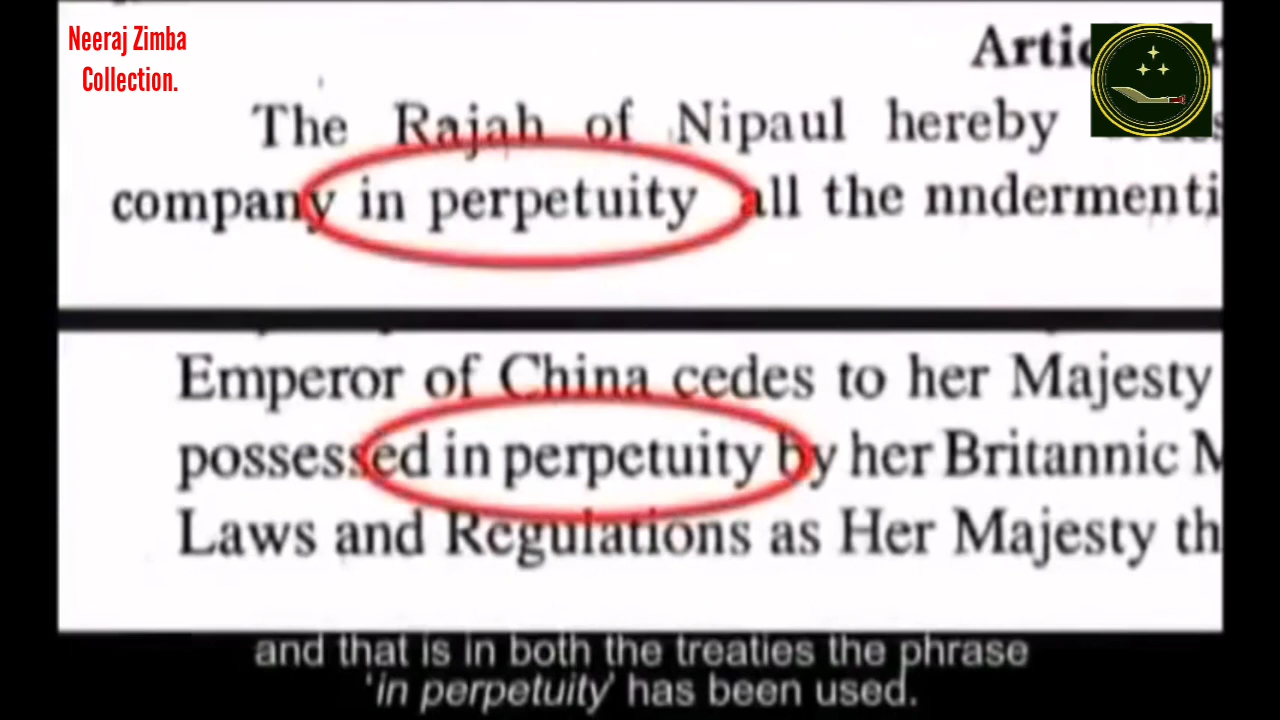 Neeraj Zimba
Collection.
The Rajah of Nipaul hereby
company in perpetuity all the nndermenti
Emperor of China cedes to her Majesty
possessed in perpetuity by her Britannic M
Laws and Regulations as Her Majesty th
and that is in both the treaties the phrase
'in perpetuity' has been used.